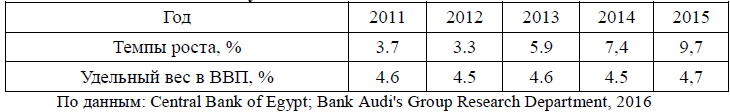 Год 2011 2012 2013 2014 2015
Темпы роста, % 3.7 3.3 5.9 7,4 9,7
Удельный вес в ВВП, % 4.6 4.5 4.6 4.5 4,7
По данным: Central Bank of Egypt; Bank Audi's Group Research Department, 2016